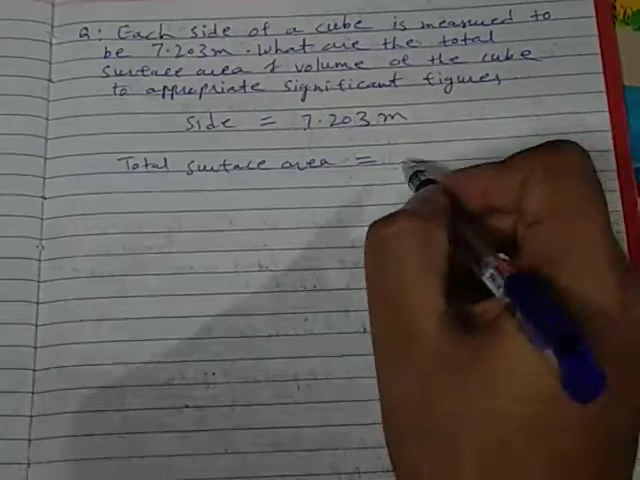 Q: Each side of a cube is measured to
be 7.203m. What are the total
surface area & volume of the cube
to appropriate significant figures.
side = 7.203 m
Total surface area =